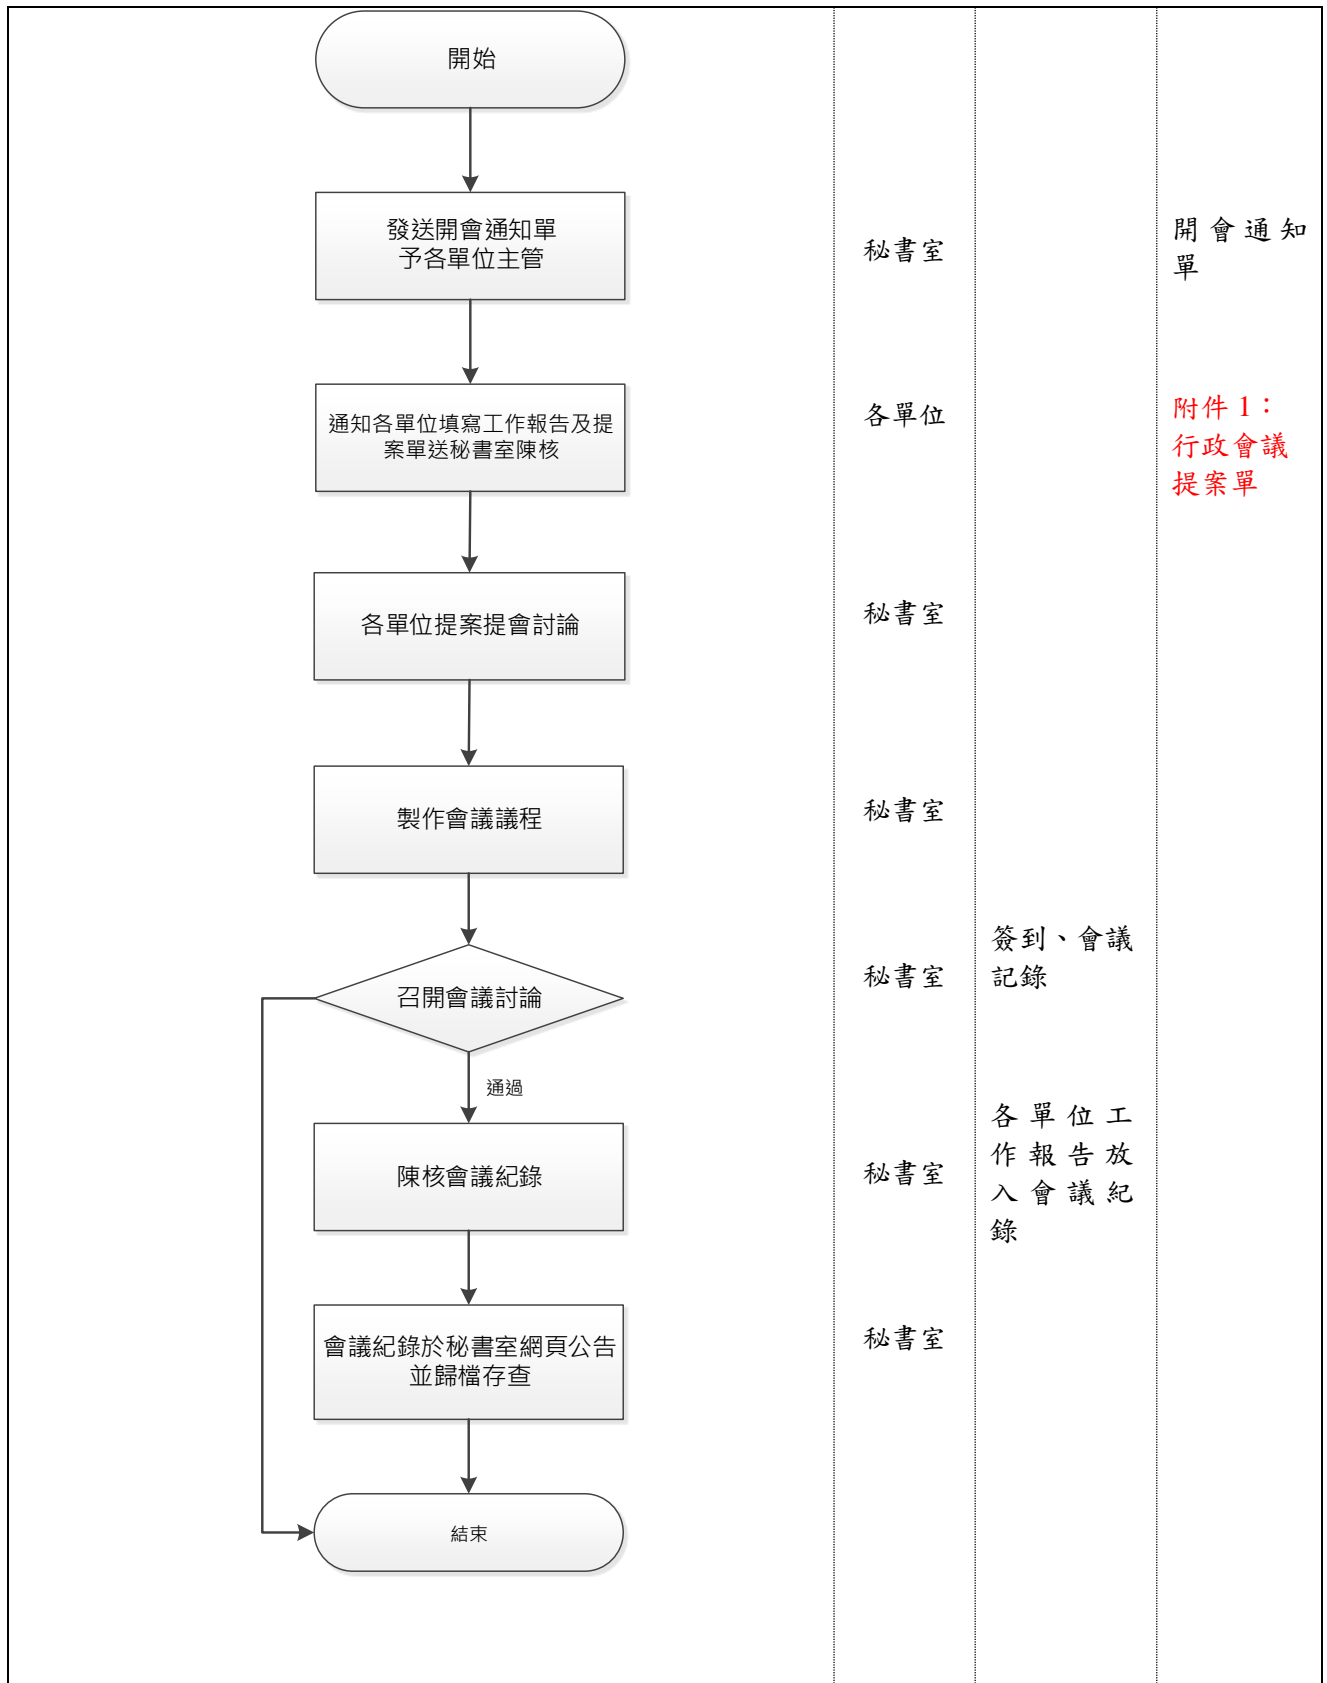 開始
發送開會通知單
予各單位主管
秘書室
開會通知
單
通知各單位填寫工作報告及提
案單送秘書室陳核
各單位
附件 1：
行政會議
提案單
各單位提案提會討論
秘書室
製作會議議程
秘書室
召開會議討論
秘書室
簽到、會議
記錄
通過
陳核會議紀錄
秘書室
各單位工
作報告放
入會議紀
錄
會議紀錄於秘書室網頁公告
並歸檔存查
秘書室
結束